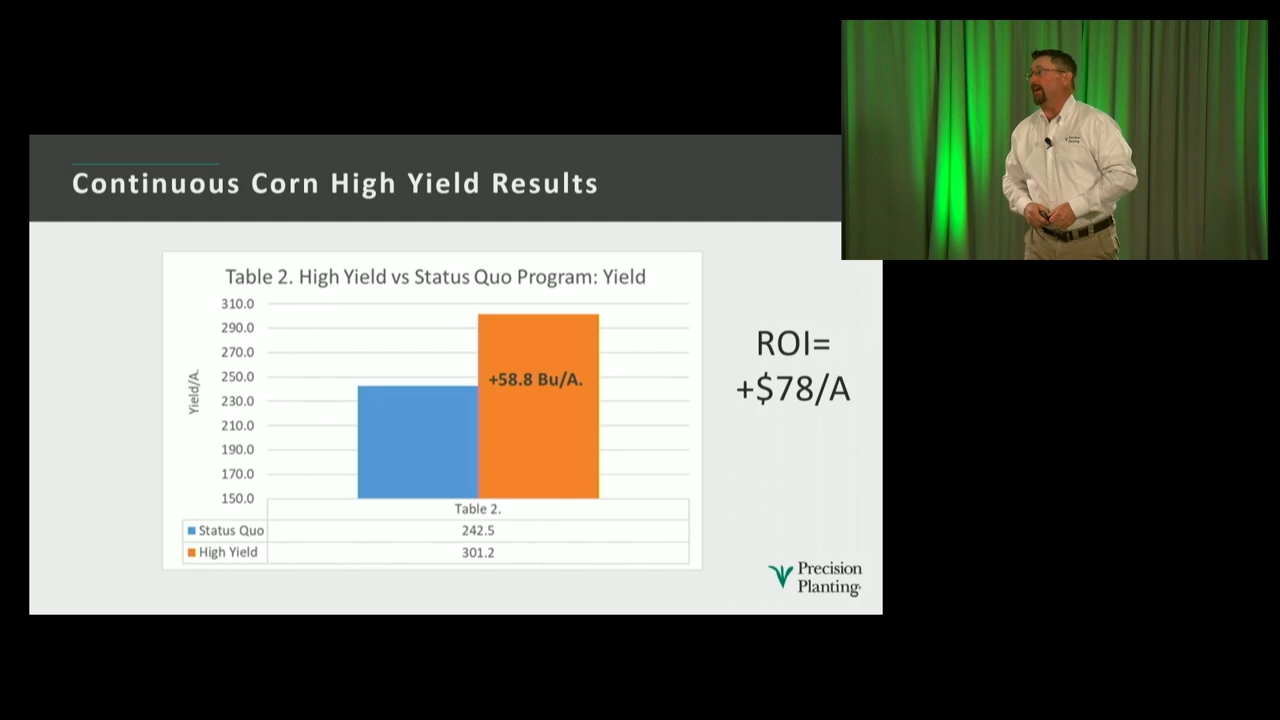 Continuous Corn High Yield Results
Table 2. High Yield vs Status Quo Program: Yield
310.0
290.0
270.0
250.0
230.0
210.0
190.0
170.0
150.0
Yield/A.
+58.8 Bu/A.
Table 2.
Status Quo 242.5
High Yield 301.2
ROI=
+$78/A
Precision
Planting